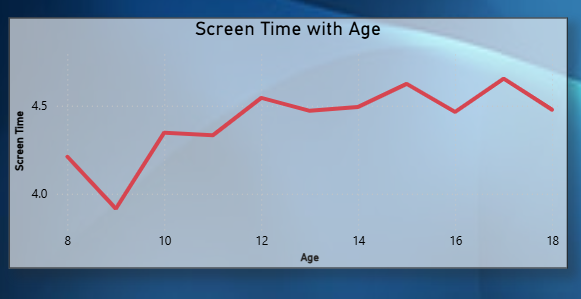 Screen Time with Age
4.5
Screen Time
4.0
8 10 12 14 16 18
Age